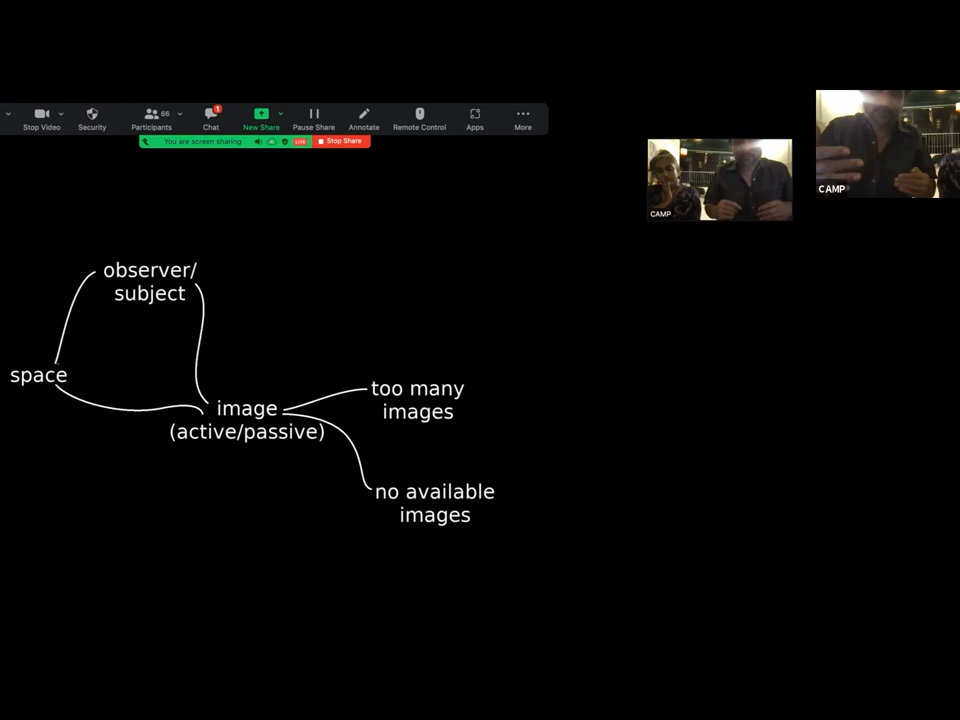 66
1
Stop Video
Security
Participants
Chat
New Share
Pause Share
Annotate
Remote Control
Apps
More
You are screen sharing
LIVE
Stop Share
CAMP
CAMP
observer/
subject
space
image
(active/passive)
too many
images
no available
images